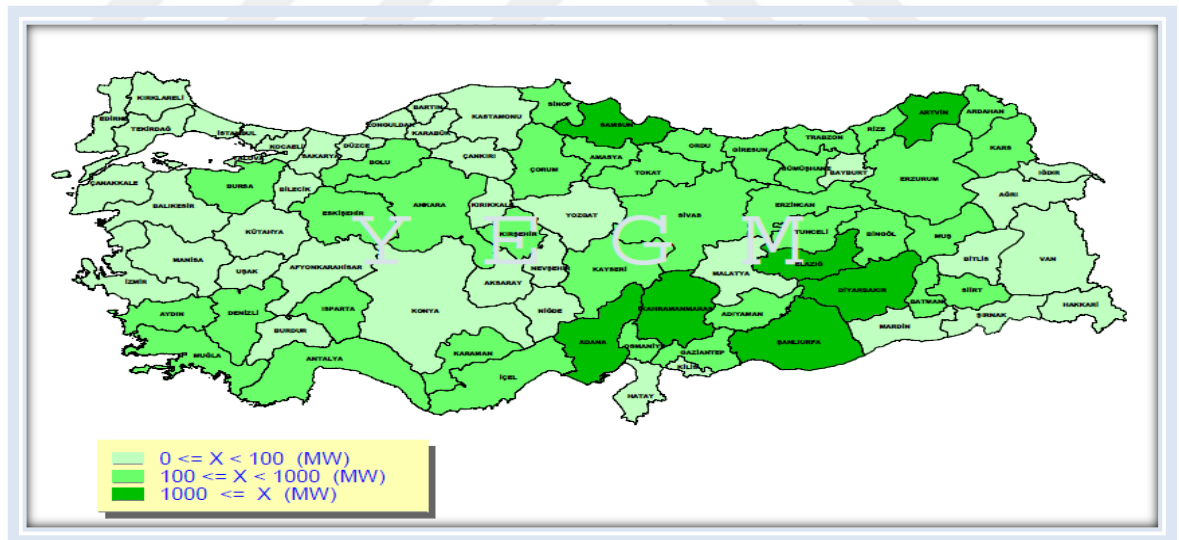 KIRKLARELİ
EDİRNE
TEKİRDAĞ
İSTANBUL
KOCAELİ
YALOVA
SAKARYA
DÜZCE
ZONGULDAK
BARTIN
KARABÜK
KASTAMONU
SİNOP
SAMSUN
ORDU
GİRESUN
TRABZON
RİZE
ARTVİN
ARDAHAN
KARS
ÇANAKKALE
BALIKESİR
BURSA
BİLECİK
BOLU
ÇANKIRI
ÇORUM
AMASYA
TOKAT
GÜMÜŞHANE
BAYBURT
ERZURUM
IĞDIR
AĞRI
KÜTAHYA
ESKİŞEHİR
ANKARA
KIRIKKALE
YOZGAT
SİVAS
ERZİNCAN
Y E G M
KIRŞEHİR
TUNCELİ
BİNGÖL
MUŞ
BİTLİS
VAN
MANİSA
UŞAK
AFYONKARAHİSAR
İZMİR
AKSARAY
NEVŞEHİR
KAYSERİ
MALATYA
ELAZIĞ
DİYARBAKIR
BATMAN
SİİRT
HAKKARİ
ŞIRNAK
MARDİN
AYDIN
DENİZLİ
ISPARTA
BURDUR
KONYA
NİĞDE
KAHRAMANMARAŞ
ADIYAMAN
ŞANLIURFA
MUĞLA
ANTALYA
KARAMAN
İÇEL
ADANA
OSMANİYE
GAZİANTEP
KİLİS
HATAY
0 <= X < 100 (MW)
100 <= X < 1000 (MW)
1000 <= X (MW)